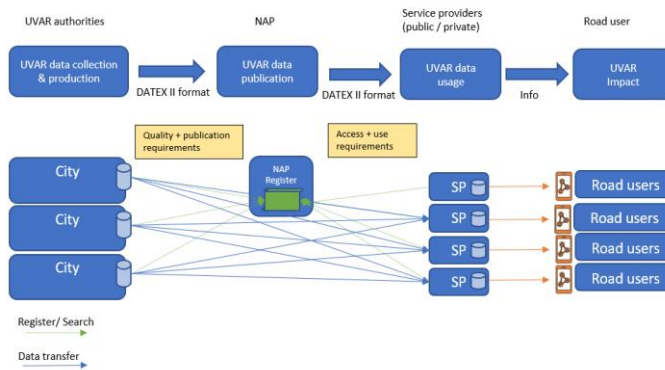 UVAR authorities
NAP
Service providers
(public / private)
Road user
UVAR data collection
& production
DATEX II format
UVAR data
publication
DATEX II format
UVAR data
usage
Info
UVAR
Impact
Quality + publication
requirements
Access + use
requirements
NAP
Register
City
City
City
SP
SP
SP
SP
Road users
Road users
Road users
Road users
Register/ Search
Data transfer